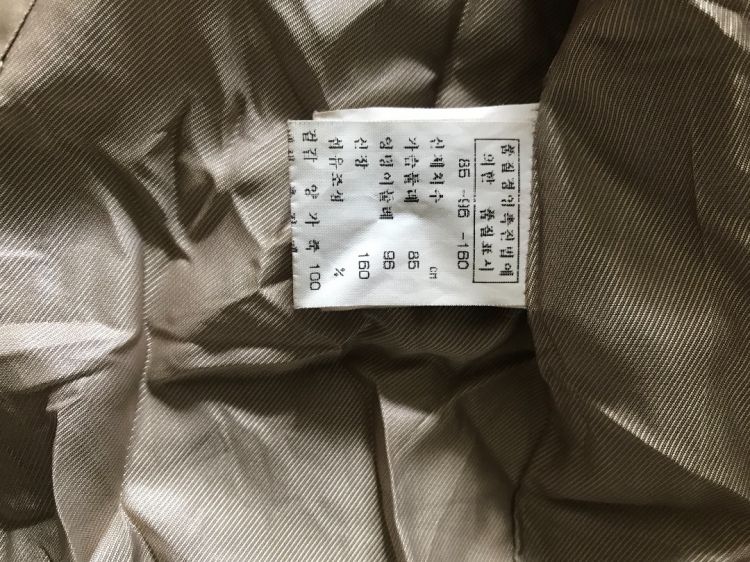 품질경영촉진법에
의한 품질표시
85 -96 -160
신체치수 cm
가슴둘레 85
엉덩이둘레 96
신장 160
섬유조성 %
겉감 양가죽 100